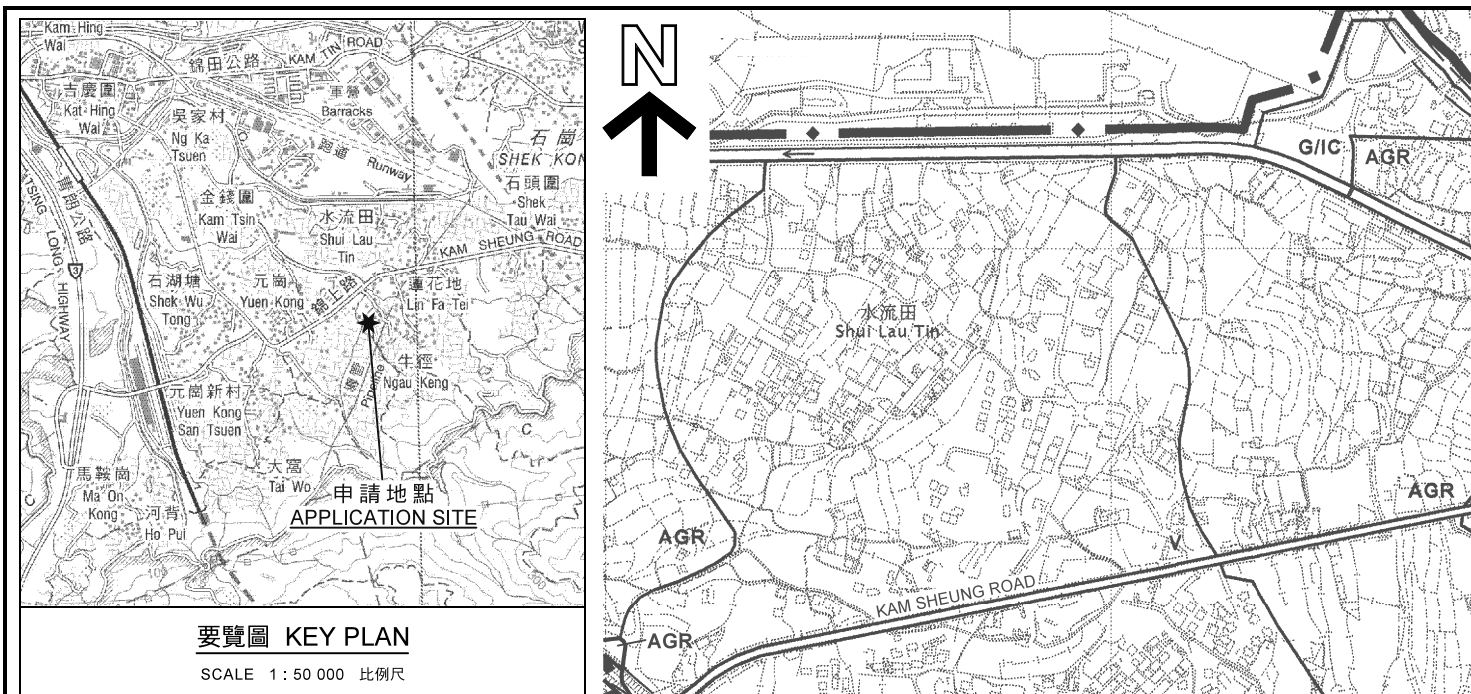 Kam Hing
Wai
錦田公路 KAM TIN ROAD
吉慶圍
Kat Hing
Wai
吳家村
Ng Ka
Tsuen
軍營
Barracks
跑道 Runway
石崗
SHEK KON
石頭圍
Shek
Tau Wai
青朗公路
TSING LONG HIGHWAY
3
金錢圍
Kam Tsin
Wai
水流田
Shui Lau
Tin
KAM SHEUNG ROAD
石湖塘
Shek Wu
Tong
元崗
Yuen Kong
錦上路
蓮花地
Lin Fa Tei
牛徑
Ngau Keng
元崗新村
Yuen Kong
San Tsuen
大窩
Tai Wo
馬鞍崗
Ma On
Kong
河背
Ho Pui
C
C
申請地點
APPLICATION SITE
要覽圖 KEY PLAN
SCALE 1 : 50 000 比例尺
N
G/IC
AGR
水流田
Shui Lau Tin
AGR
AGR
V
KAM SHEUNG ROAD
AGR